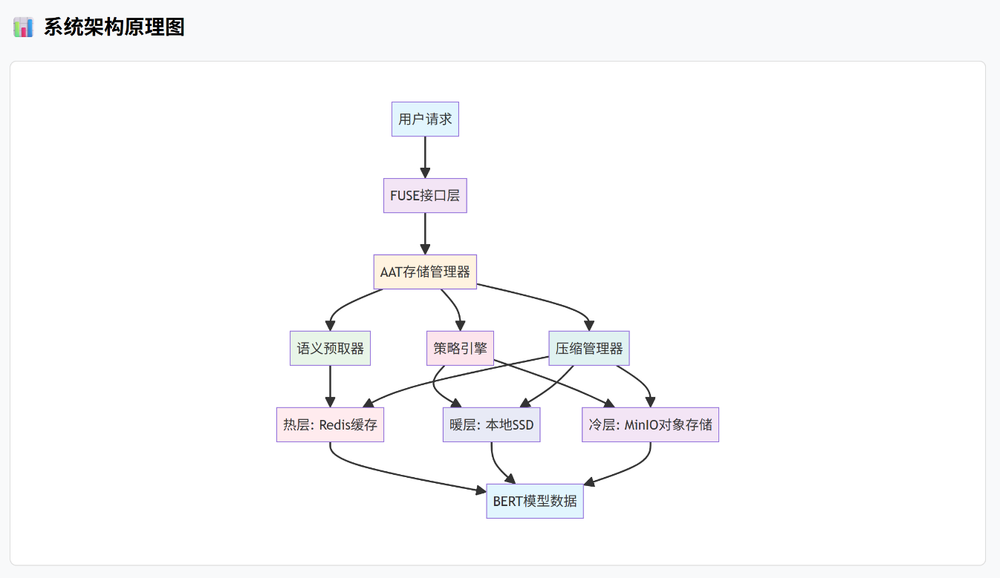 系统架构原理图
用户请求
FUSE接口层
AAT存储管理器
语义预取器
策略引擎
压缩管理器
热层: Redis缓存
暖层: 本地SSD
冷层: MinIO对象存储
BERT模型数据